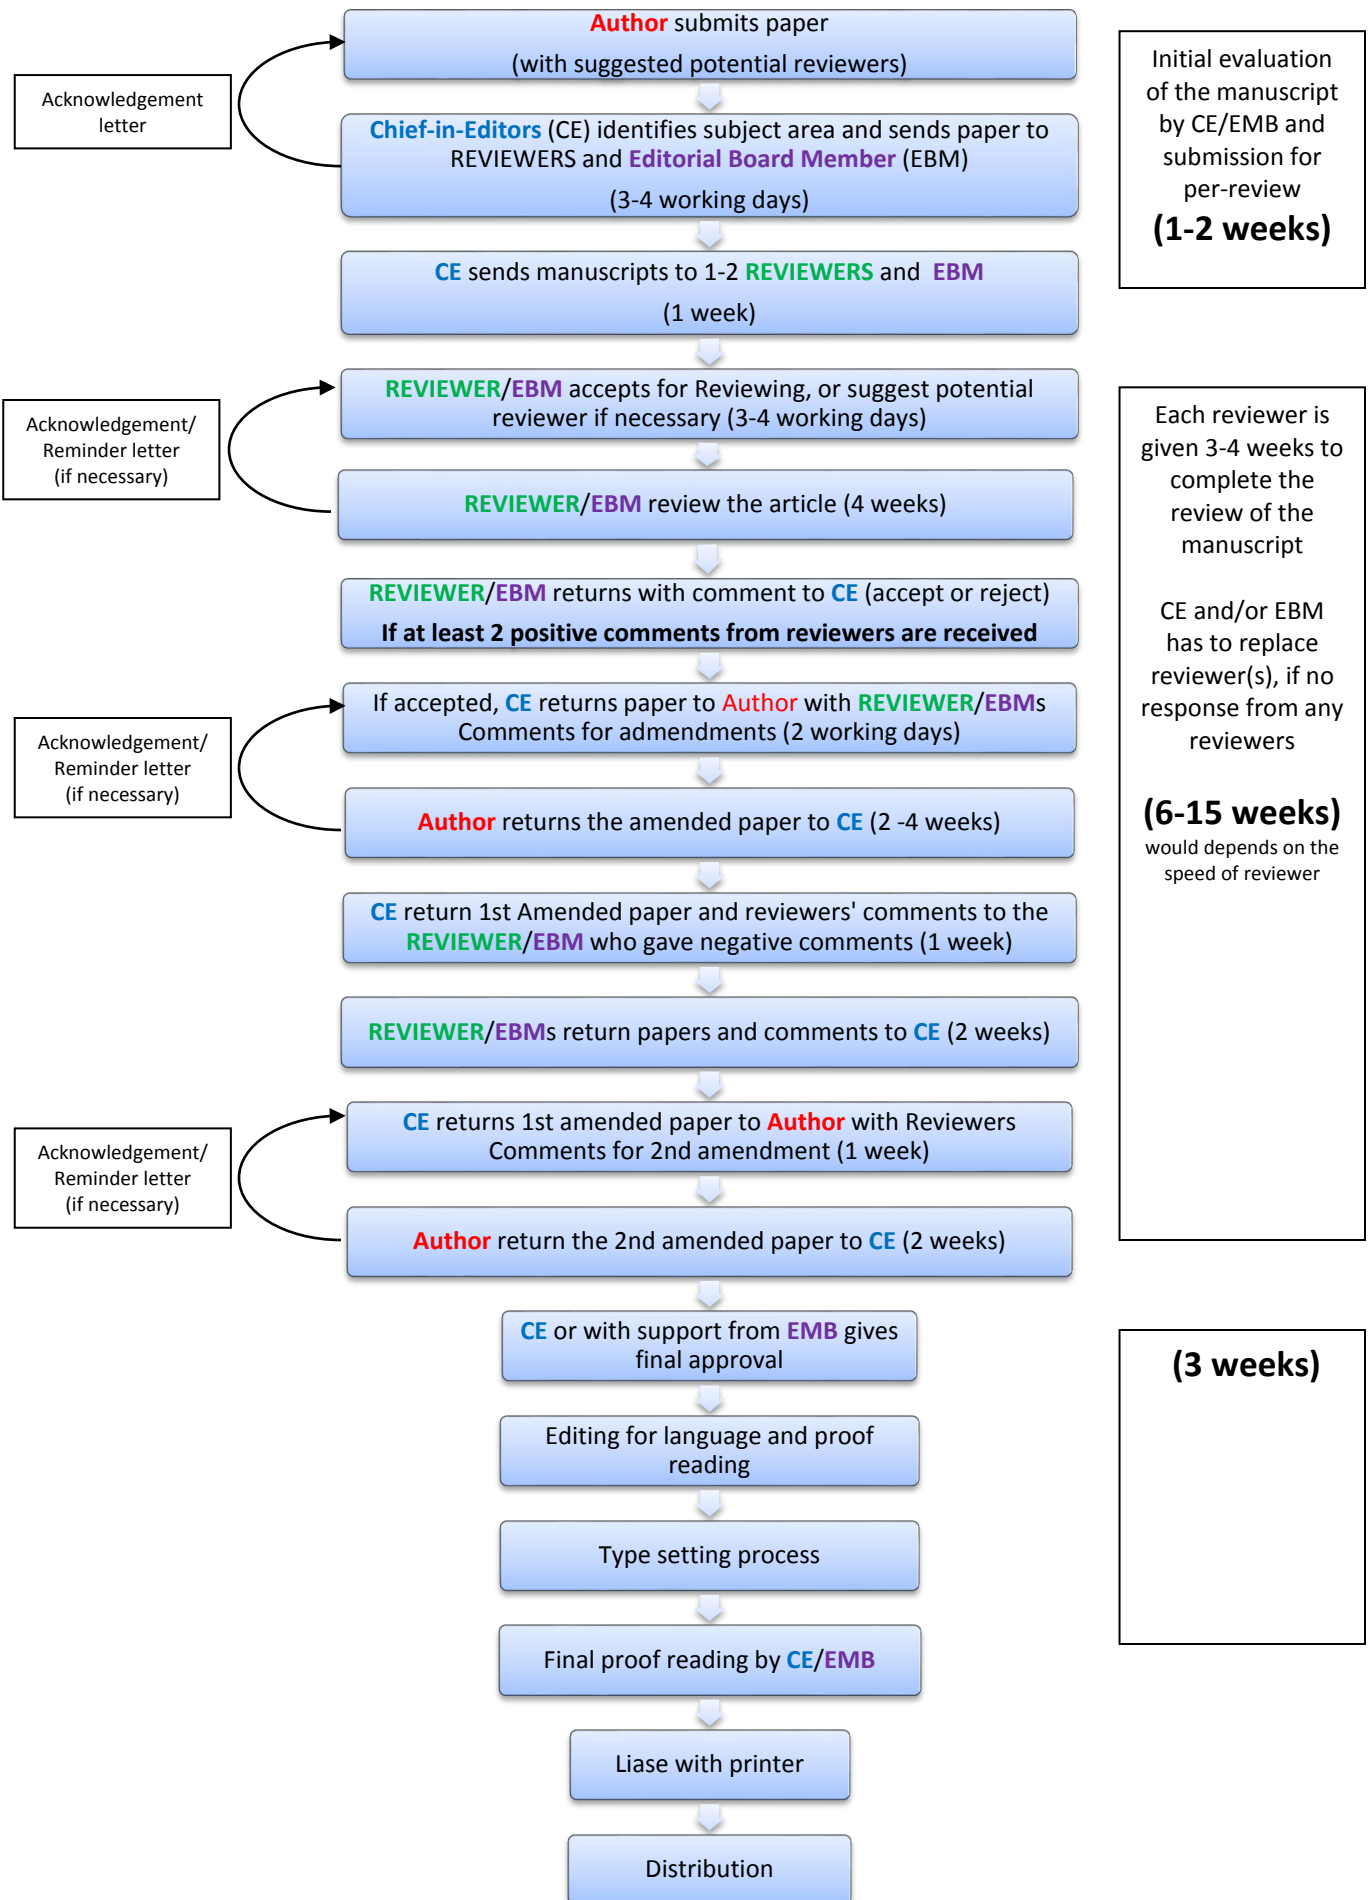 Author submits paper
(with suggested potential reviewers)
Acknowledgement
letter
Chief-in-Editors (CE) identifies subject area and sends paper to
REVIEWERS and Editorial Board Member (EBM)
(3-4 working days)
Initial evaluation
of the manuscript
by CE/EMB and
submission for
per-review
(1-2 weeks)
CE sends manuscripts to 1-2 REVIEWERS and EBM
(1 week)
REVIEWER/EBM accepts for Reviewing, or suggest potential
reviewer if necessary (3-4 working days)
Acknowledgement/
Reminder letter
(if necessary)
REVIEWER/EBM review the article (4 weeks)
REVIEWER/EBM returns with comment to CE (accept or reject)
If at least 2 positive comments from reviewers are received
Each reviewer is
given 3-4 weeks to
complete the
review of the
manuscript
CE and/or EBM
has to replace
reviewer(s), if no
response from any
reviewers
(6-15 weeks)
would depends on the
speed of reviewer
If accepted, CE returns paper to Author with REVIEWER/EBMs
Comments for admendments (2 working days)
Acknowledgement/
Reminder letter
(if necessary)
Author returns the amended paper to CE (2 -4 weeks)
CE return 1st Amended paper and reviewers' comments to the
REVIEWER/EBM who gave negative comments (1 week)
REVIEWER/EBMs return papers and comments to CE (2 weeks)
CE returns 1st amended paper to Author with Reviewers
Comments for 2nd amendment (1 week)
Acknowledgement/
Reminder letter
(if necessary)
Author return the 2nd amended paper to CE (2 weeks)
CE or with support from EMB gives
final approval
(3 weeks)
Editing for language and proof
reading
Type setting process
Final proof reading by CE/EMB
Liase with printer
Distribution